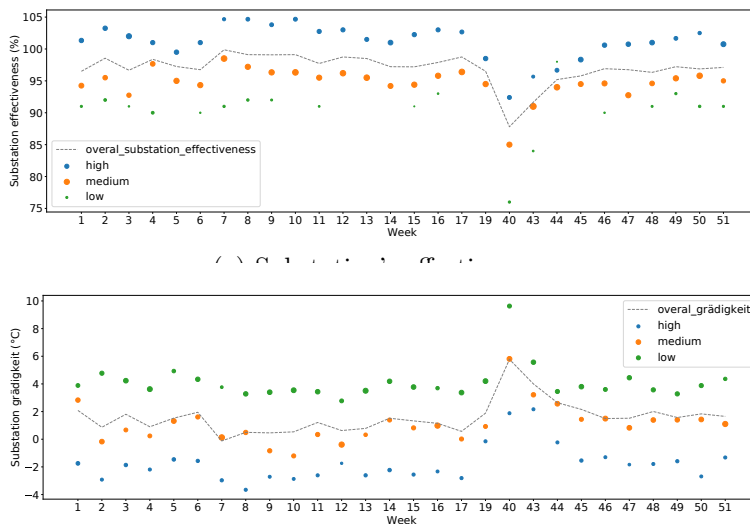 105
100
95
90
85
80
75
Substation effectiveness (%)
overal_substation_effectiveness
high
medium
low
1 2 3 4 5 6 7 8 9 10 11 12 13 14 15 16 17 19 40 43 44 45 46 47 48 49 50 51
Week
10
8
6
4
2
0
−2
−4
Substation grädigkeit (°C)
overal_grädigkeit
high
medium
low
1 2 3 4 5 6 7 8 9 10 11 12 13 14 15 16 17 19 40 43 44 45 46 47 48 49 50 51
Week